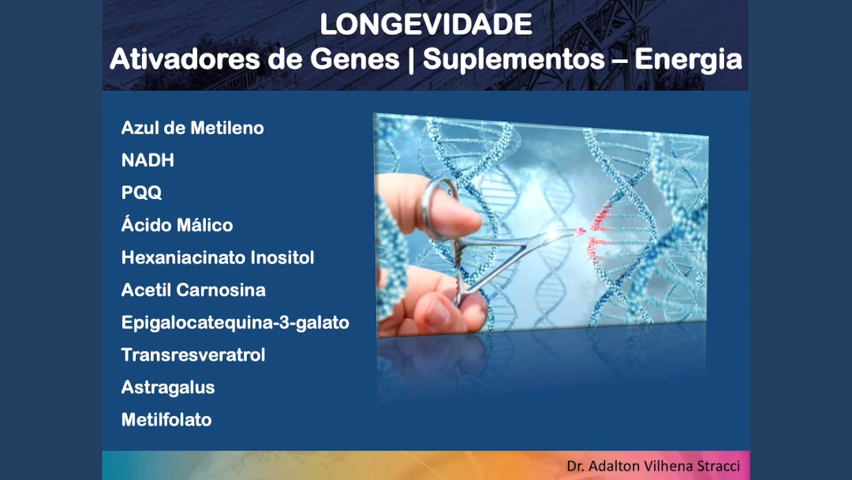 LONGEVIDADE
Ativadores de Genes | Suplementos – Energia
Azul de Metileno
NADH
PQQ
Ácido Málico
Hexaniacinato Inositol
Acetil Carnosina
Epigalocatequina-3-galato
Transresveratrol
Astragalus
Metilfolato
Dr. Adalton Vilhena Stracci